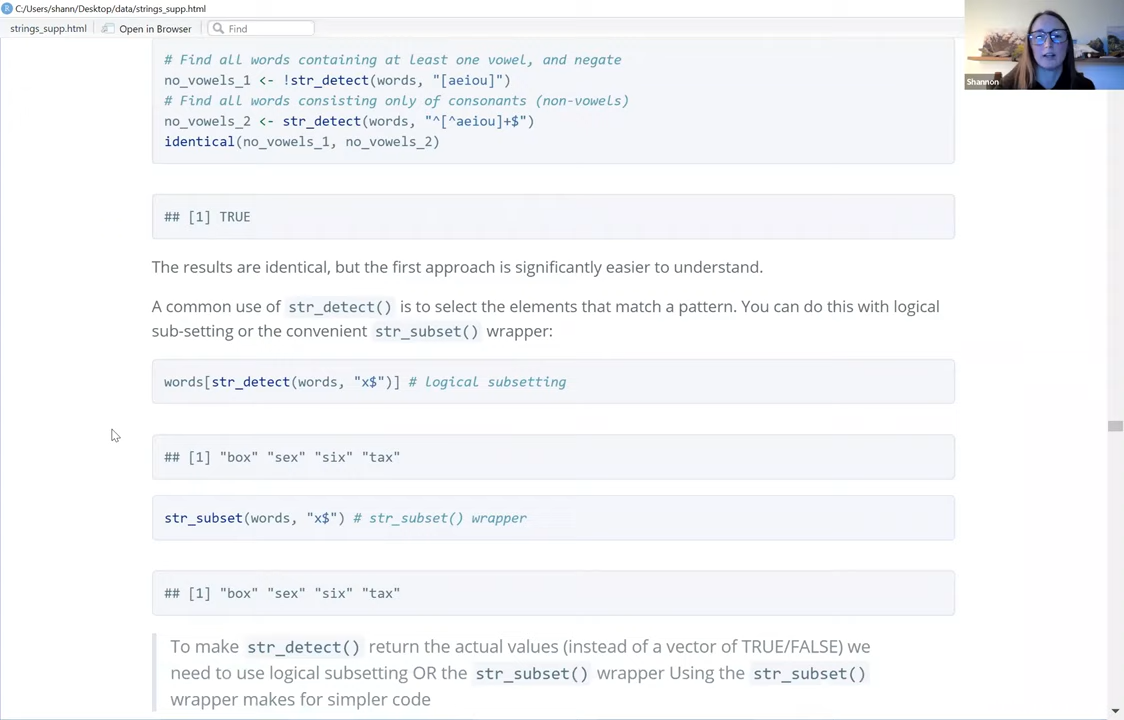 C:/Users/shann/Desktop/data/strings_supp.html
strings_supp.html
Open in Browser
Find
Shannon
# Find all words containing at least one vowel, and negate
no_vowels_1 <- !str_detect(words, "[aeiou]")
# Find all words consisting only of consonants (non-vowels)
no_vowels_2 <- str_detect(words, "^[^aeiou]+$")
identical(no_vowels_1, no_vowels_2)
## [1] TRUE
The results are identical, but the first approach is significantly easier to understand.
A common use of str_detect() is to select the elements that match a pattern. You can do this with logical
sub-setting or the convenient str_subset() wrapper:
words[str_detect(words, "x$")] # logical subsetting
## [1] "box" "sex" "six" "tax"
str_subset(words, "x$") # str_subset() wrapper
## [1] "box" "sex" "six" "tax"
To make str_detect() return the actual values (instead of a vector of TRUE/FALSE) we
need to use logical subsetting OR the str_subset() wrapper Using the str_subset()
wrapper makes for simpler code